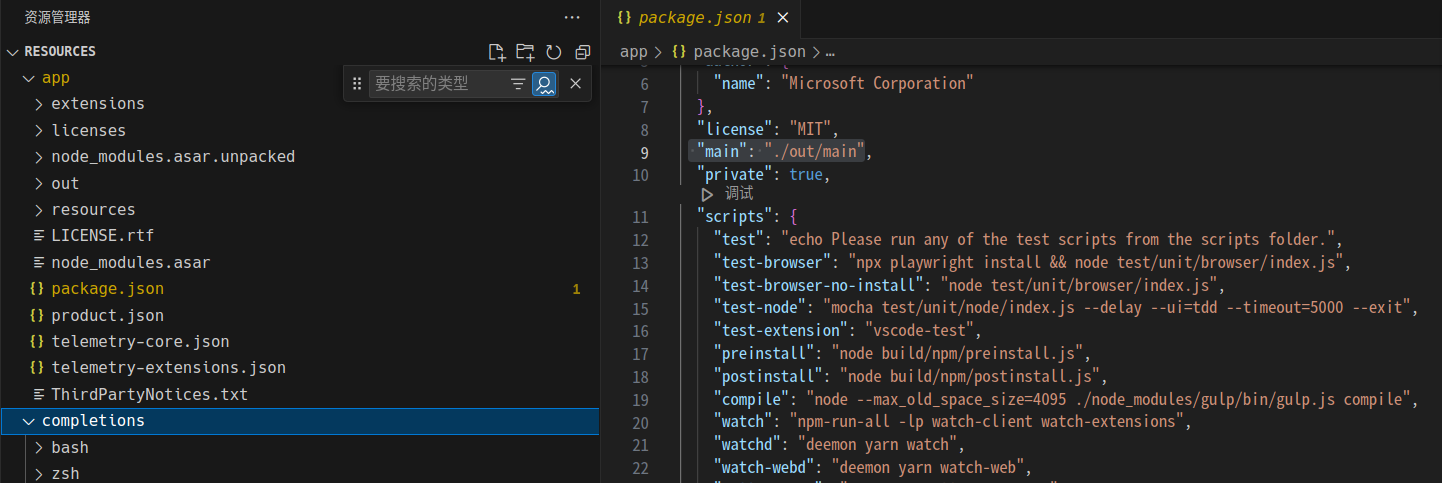 资源管理器
RESOURCES
app
要搜索的类型
extensions
licenses
node_modules.asar.unpacked
out
resources
LICENSE.rtf
node_modules.asar
{} package.json 1
{} product.json
{} telemetry-core.json
{} telemetry-extensions.json
ThirdPartyNotices.txt
completions
bash
zsh
{} package.json 1
app > {} package.json > …
6 "name": "Microsoft Corporation"
7 },
8 "license": "MIT",
9 "main": "./out/main",
10 "private": true,
调试
11 "scripts": {
12 "test": "echo Please run any of the test scripts from the scripts folder.",
13 "test-browser": "npx playwright install && node test/unit/browser/index.js",
14 "test-browser-no-install": "node test/unit/browser/index.js",
15 "test-node": "mocha test/unit/node/index.js --delay --ui=tdd --timeout=5000 --exit",
16 "test-extension": "vscode-test",
17 "preinstall": "node build/npm/preinstall.js",
18 "postinstall": "node build/npm/postinstall.js",
19 "compile": "node --max_old_space_size=4095 ./node_modules/gulp/bin/gulp.js compile",
20 "watch": "npm-run-all -lp watch-client watch-extensions",
21 "watchd": "deemon yarn watch",
22 "watch-webd": "deemon yarn watch-web",